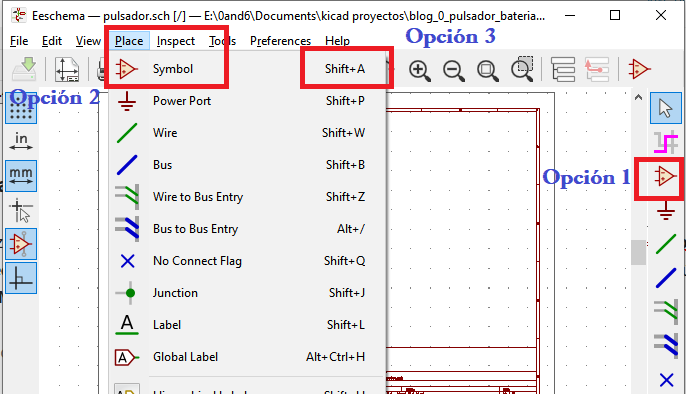 Eeschema — pulsador.sch [/] — E:\0and6\Documents\kicad proyectos\blog_0_pulsador_bateria...
File Edit View Place Inspect Tools Preferences Help
Opción 3
Symbol Shift+A
Opción 2
Power Port Shift+P
in
Wire Shift+W
Bus Shift+B
mm
Opción 1
Wire to Bus Entry Shift+Z
Bus to Bus Entry Alt+/
No Connect Flag Shift+Q
Junction Shift+J
A Label Shift+L
A Global Label Alt+Ctrl+H